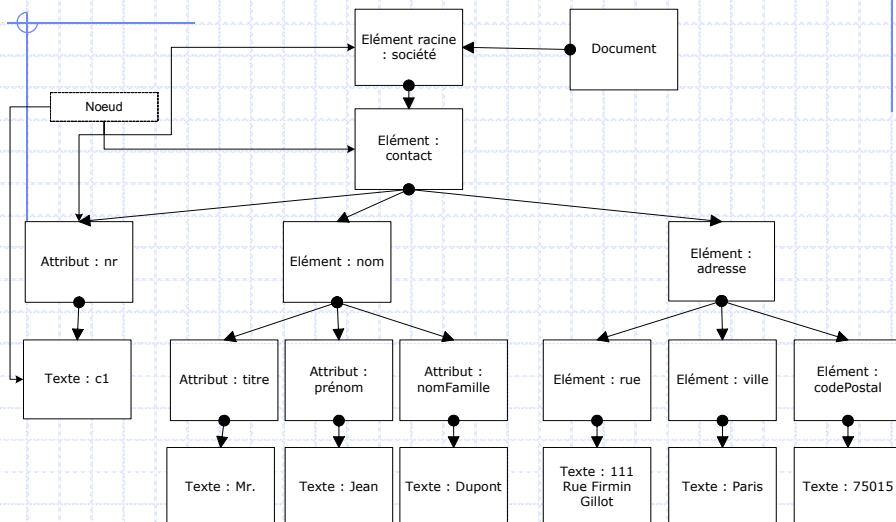 Elément racine
: société
Document
Noeud
Elément :
contact
Attribut : nr
Elément : nom
Elément :
adresse
Texte : c1
Attribut : titre
Attribut :
prénom
Attribut :
nomFamille
Elément : rue
Elément : ville
Elément :
codePostal
Texte : Mr.
Texte : Jean
Texte : Dupont
Texte : 111
Rue Firmin
Gillot
Texte : Paris
Texte : 75015